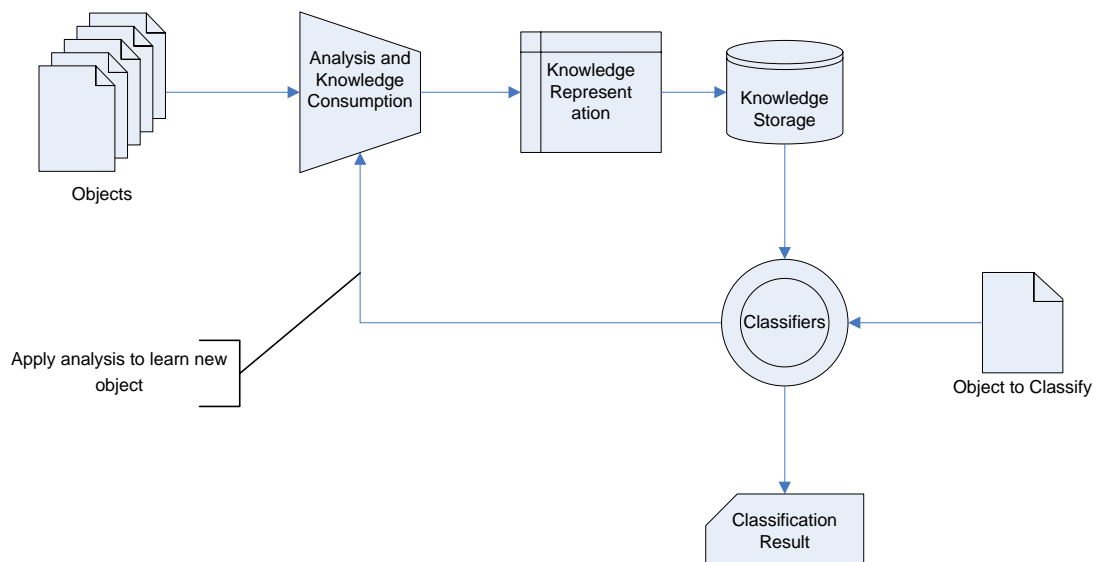 Objects
Analysis and
Knowledge
Consumption
Knowledge
Represent
ation
Knowledge
Storage
Classifiers
Object to Classify
Apply analysis to learn new
object
Classification
Result